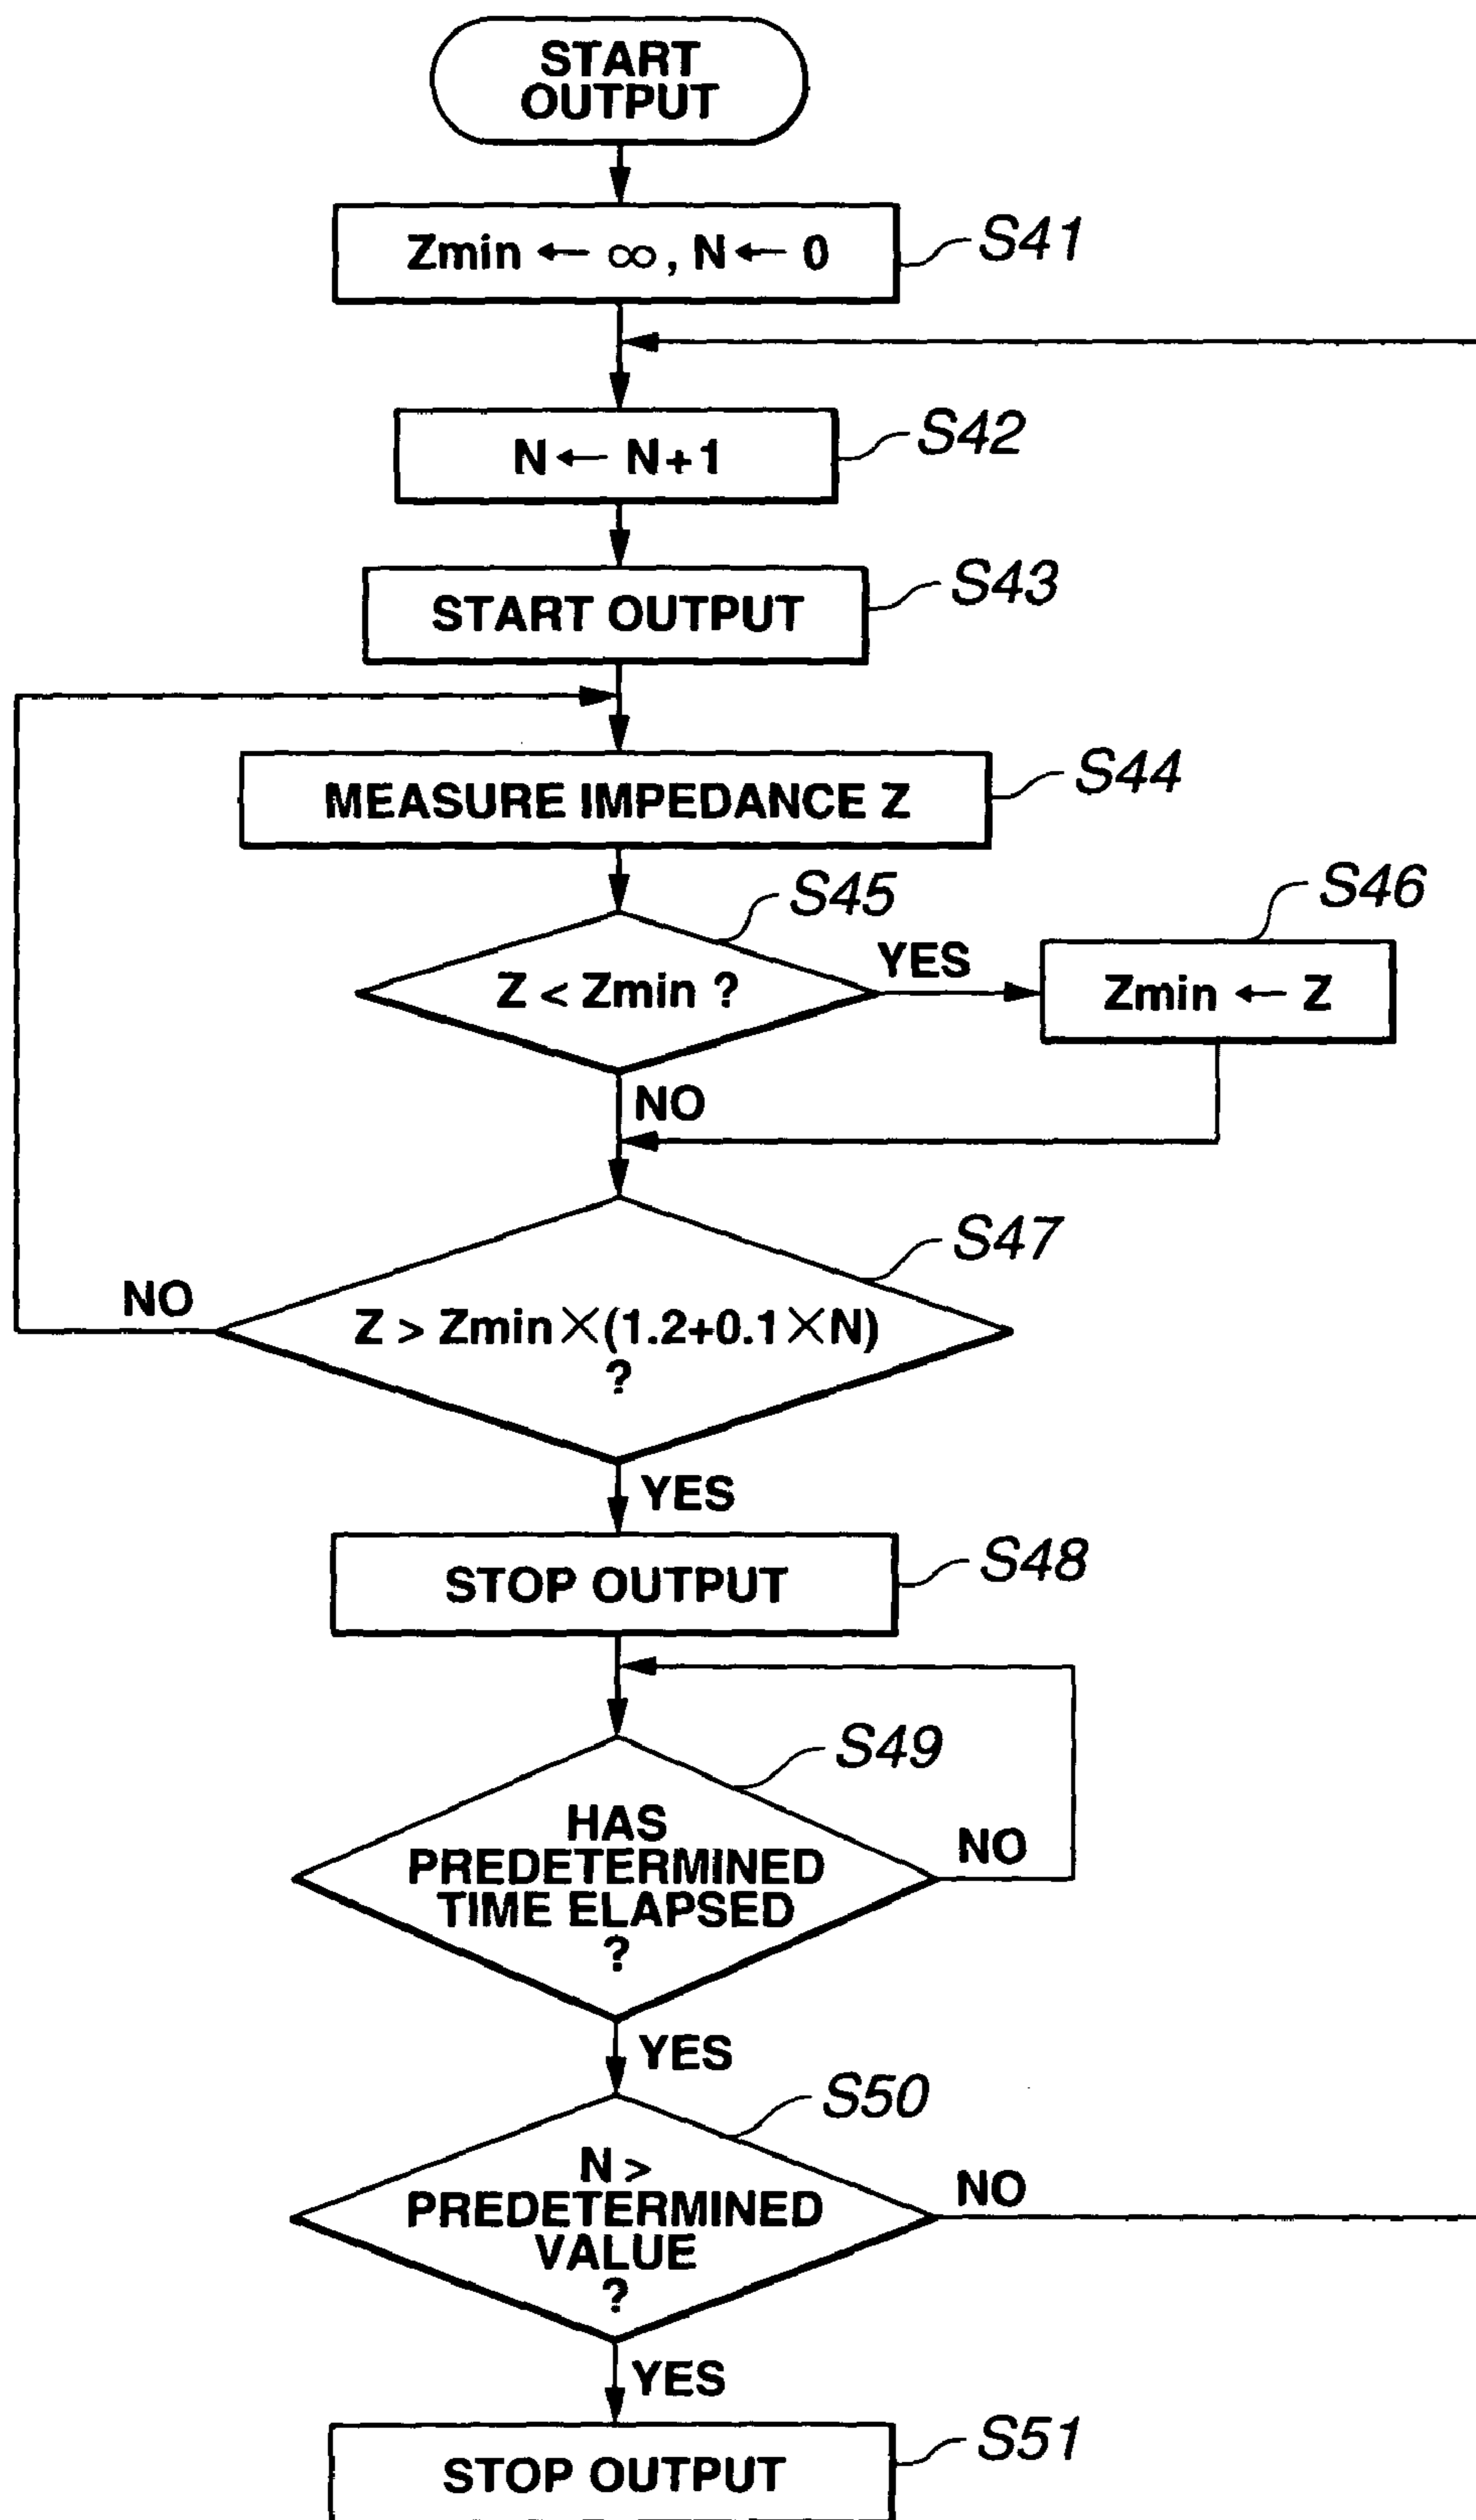 START
OUTPUT
Zmin ← ∞, N ← 0
S41
N ← N+1
S42
START OUTPUT
S43
MEASURE IMPEDANCE Z
S44
S45
Z < Zmin ?
YES
S46
Zmin ← Z
NO
S47
Z > Zmin×(1.2+0.1×N)
?
NO
YES
STOP OUTPUT
S48
S49
HAS
PREDETERMINED
TIME ELAPSED
?
NO
YES
S50
N >
PREDETERMINED
VALUE
?
NO
YES
STOP OUTPUT
S51